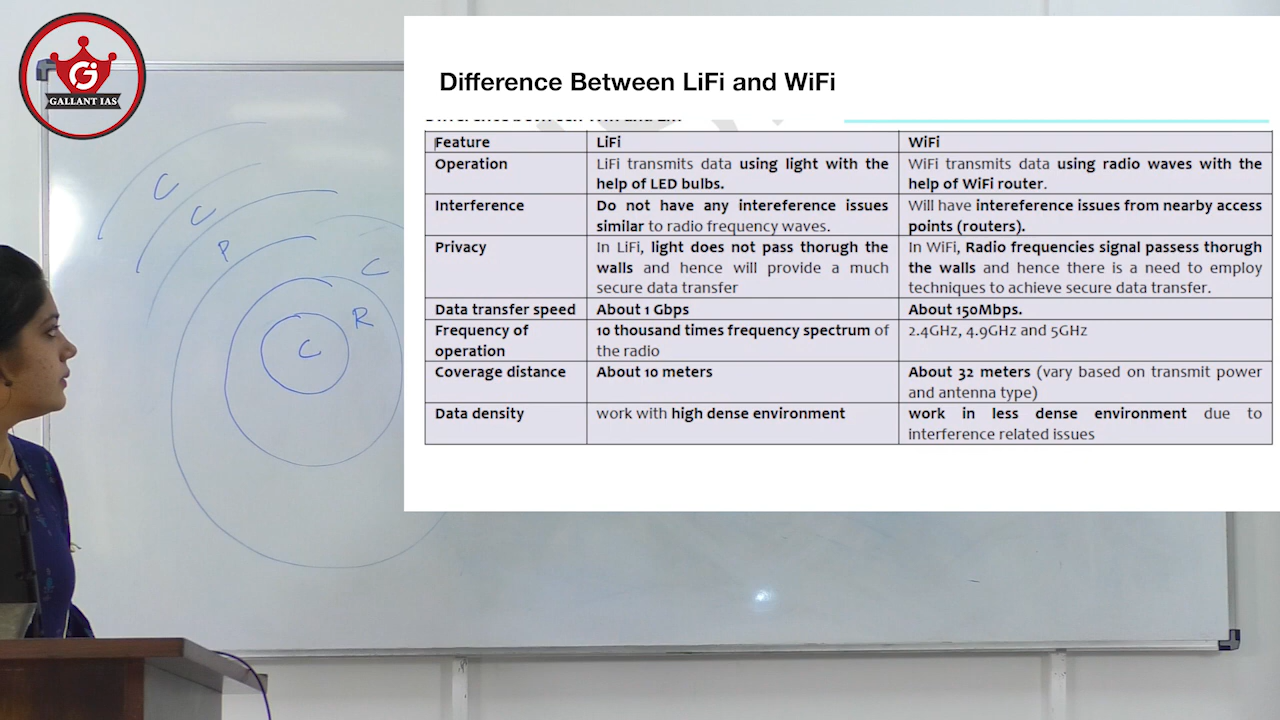 GALLANT IAS
Difference Between LiFi and WiFi
Feature LiFi WiFi
Operation LiFi transmits data using light with the WiFi transmits data using radio waves with the
help of LED bulbs. help of WiFi router.
Interference Do not have any intereference issues Will have intereference issues from nearby access
similar to radio frequency waves. points (routers).
Privacy In LiFi, light does not pass thorugh the In WiFi, Radio frequencies signal passess thorugh
walls and hence will provide a much the walls and hence there is a need to employ
secure data transfer techniques to achieve secure data transfer.
Data transfer speed About 1 Gbps About 150Mbps.
Frequency of 10 thousand times frequency spectrum of 2.4GHz, 4.9GHz and 5GHz
operation the radio
Coverage distance About 10 meters About 32 meters (vary based on transmit power
and antenna type)
Data density work with high dense environment work in less dense environment due to
interference related issues
C
C
P
C
R
C